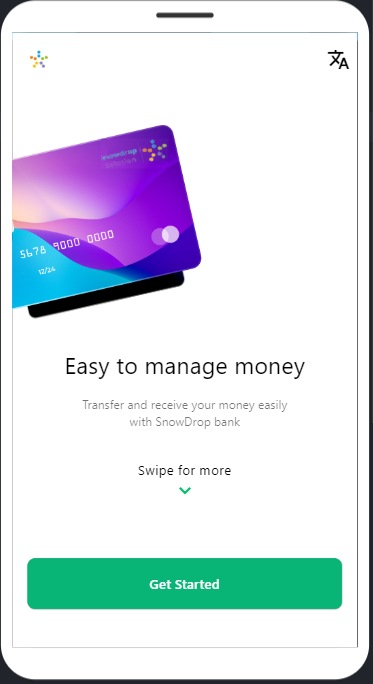 snowdrop
5678 9000 0000
12/24
Easy to manage money
Transfer and receive your money easily
with SnowDrop bank
Swipe for more
Get Started